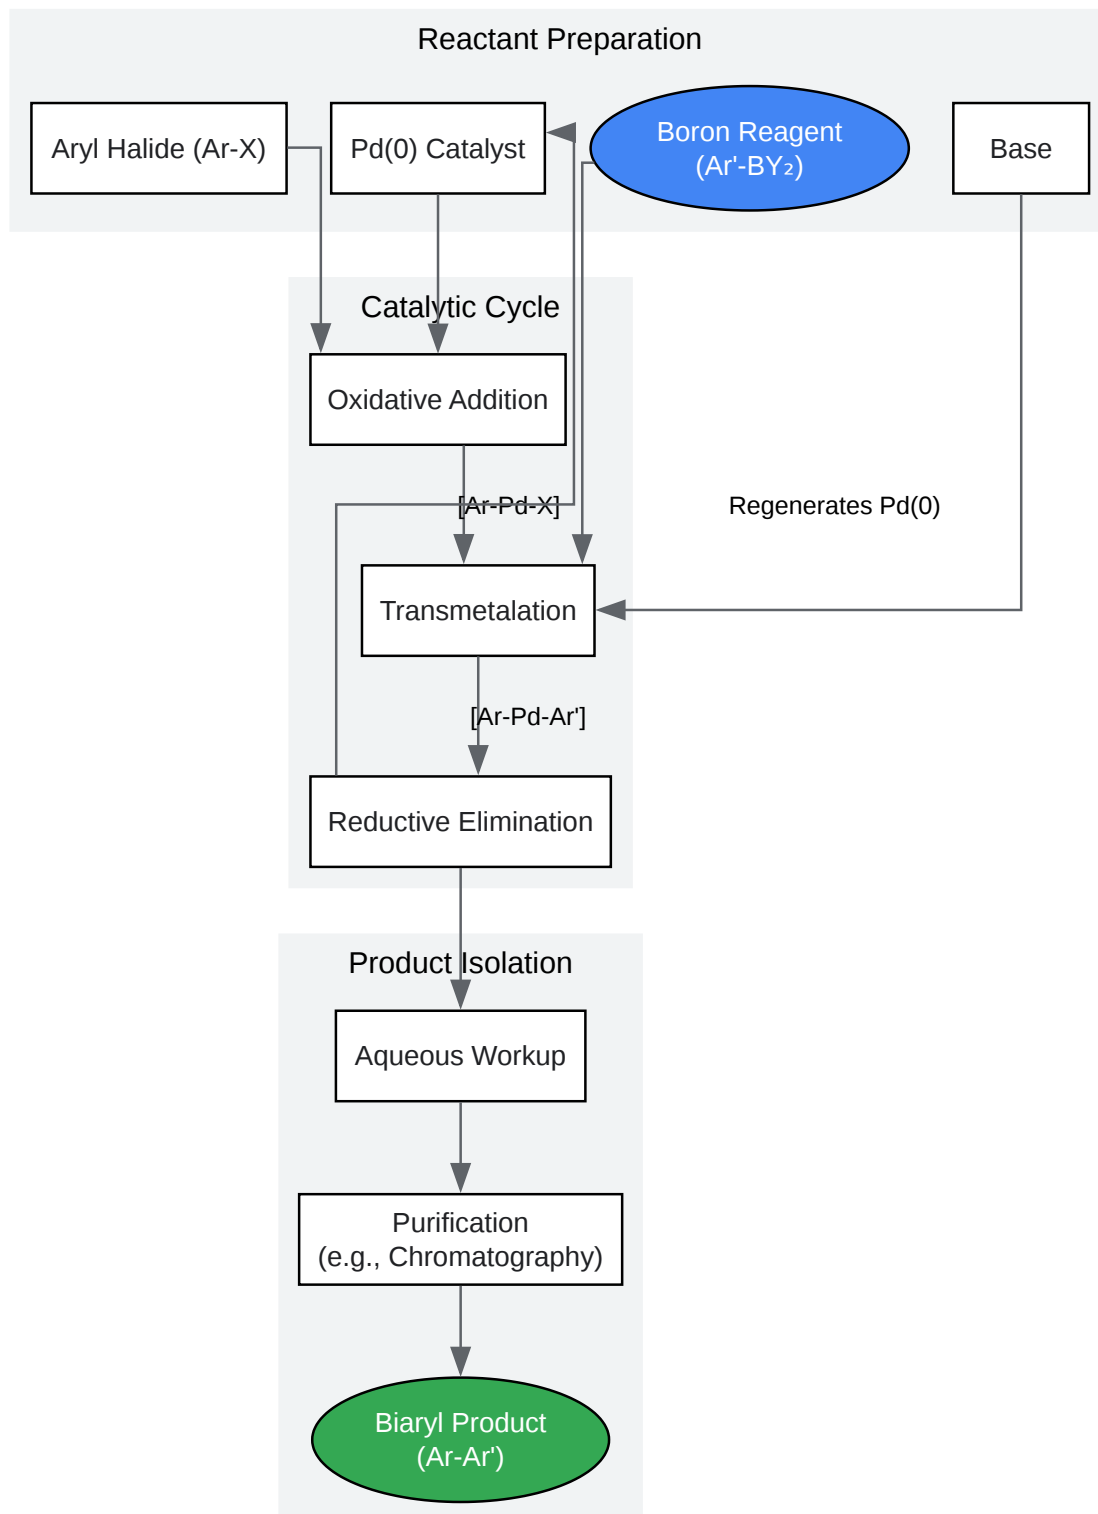 Reactant Preparation
Aryl Halide (Ar-X)
Pd(0) Catalyst
Boron Reagent
(Ar'-BY₂)
Base
Catalytic Cycle
Oxidative Addition
[Ar-Pd-X]
Regenerates Pd(0)
Transmetalation
[Ar-Pd-Ar']
Reductive Elimination
Product Isolation
Aqueous Workup
Purification
(e.g., Chromatography)
Biaryl Product
(Ar-Ar')